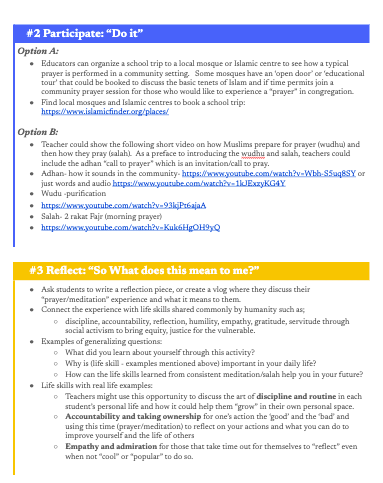 #2 Participate: “Do it”
Option A:
● Educators can organize a school trip to a local mosque or Islamic centre to see how a typical
prayer is performed in a community setting. Some mosques have an ‘open door’ or ‘educational
tour’ that could be booked to discuss the basic tenets of Islam and if time permits join a
community prayer session for those who would like to experience a “prayer” in congregation.
● Find local mosques and Islamic centres to book a school trip:
https://www.islamicfinder.org/places/
Option B:
● Teacher could show the following short video on how Muslims prepare for prayer (wudhu) and
then how they pray (salah). As a preface to introducing the wudhu and salah, teachers could
include the adhan “call to prayer” which is an invitation/call to pray.
● Adhan- how it sounds in the community- https://www.youtube.com/watch?v=Wbh-S5uq8SY or
just words and audio https://www.youtube.com/watch?v=1kJExzyKG4Y
● Wudu -purification
● https://www.youtube.com/watch?v=93kjPt6ajaA
● Salah- 2 rakat Fajr (morning prayer)
● https://www.youtube.com/watch?v=Kuk6HgOH9yQ
#3 Reflect: “So What does this mean to me?”
● Ask students to write a reflection piece, or create a vlog where they discuss their
“prayer/meditation” experience and what it means to them.
● Connect the experience with life skills shared commonly by humanity such as;
○ discipline, accountability, reflection, humility, empathy, gratitude, servitude through
social activism to bring equity, justice for the vulnerable.
● Examples of generalizing questions:
○ What did you learn about yourself through this activity?
○ Why is (life skill - examples mentioned above) important in your daily life?
○ How can the life skills learned from consistent meditation/salah help you in your future?
● Life skills with real life examples:
○ Teachers might use this opportunity to discuss the art of discipline and routine in each
student’s personal life and how it could help them “grow” in their own personal space.
○ Accountability and taking ownership for one’s action the ‘good’ and the ‘bad’ and
using this time (prayer/meditation) to reflect on your actions and what you can do to
improve yourself and the life of others
○ Empathy and admiration for those that take out for themselves to “reflect” even
when not “cool” or “popular” to do so.